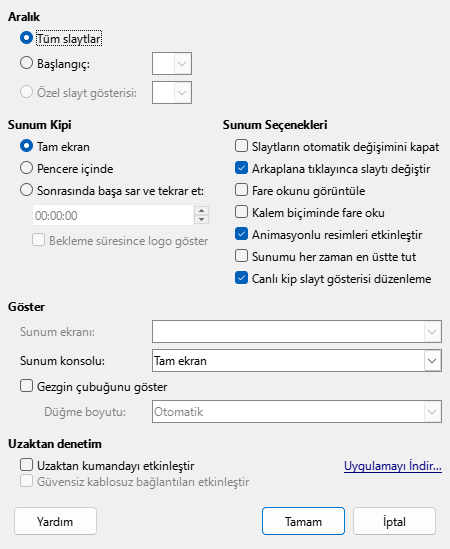 Aralık
Tüm slaytlar
Başlangıç:
Özel slayt gösterisi:
Sunum Kipi
Tam ekran
Pencere içinde
Sonrasında başa sar ve tekrar et:
00:00:00
Bekleme süresince logo göster
Sunum Seçenekleri
Slaytların otomatik değişimini kapat
Arkaplana tıklayınca slaytı değiştir
Fare okunu görüntüle
Kalem biçiminde fare oku
Animasyonlu resimleri etkinleştir
Sunumu her zaman en üstte tut
Canlı kip slayt gösterisi düzenleme
Göster
Sunum ekranı:
Sunum konsolu: Tam ekran
Gezgin çubuğunu göster
Düğme boyutu: Otomatik
Uzaktan denetim
Uzaktan kumandayı etkinleştir Uygulamayı İndir...
Güvensiz kablosuz bağlantıları etkinleştir
Yardım Tamam İptal